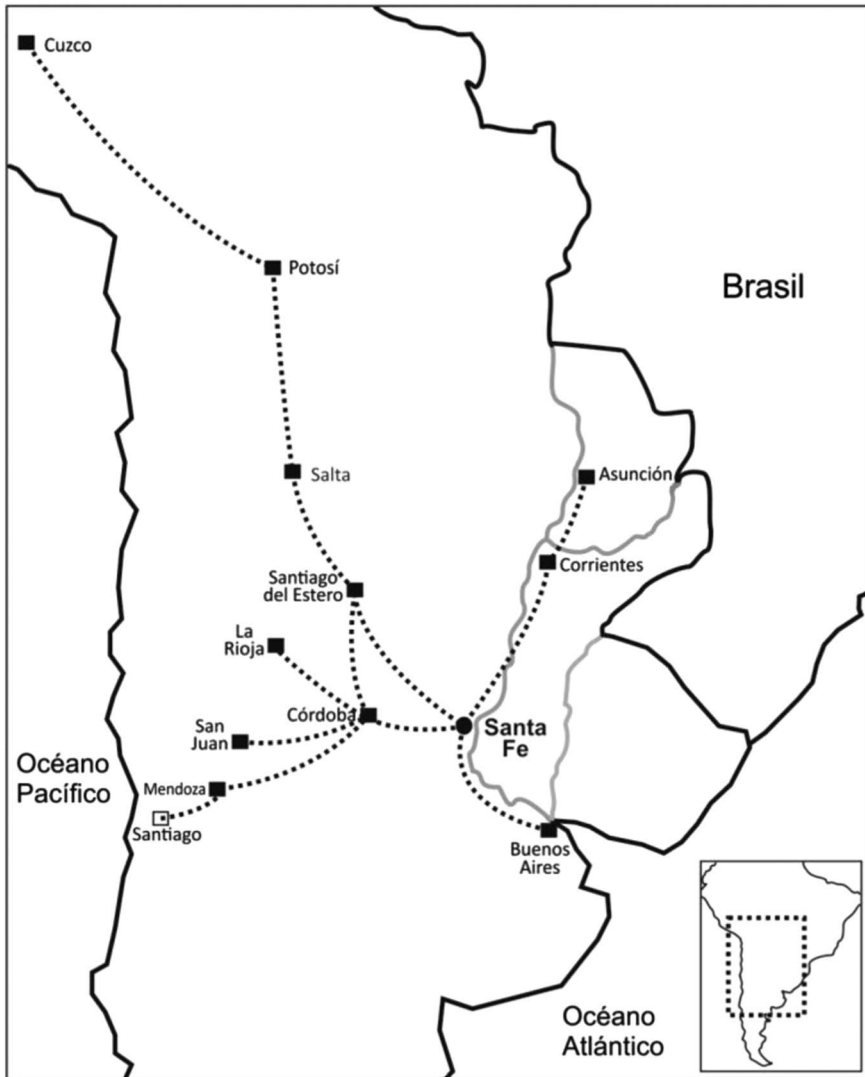 Cuzco
Potosí
Brasil
Salta
Asunción
Corrientes
Santiago
del Estero
La
Rioja
Córdoba
San
Juan
Santa
Fe
Océano
Pacífico
Mendoza
Santiago
Buenos
Aires
Océano
Atlántico